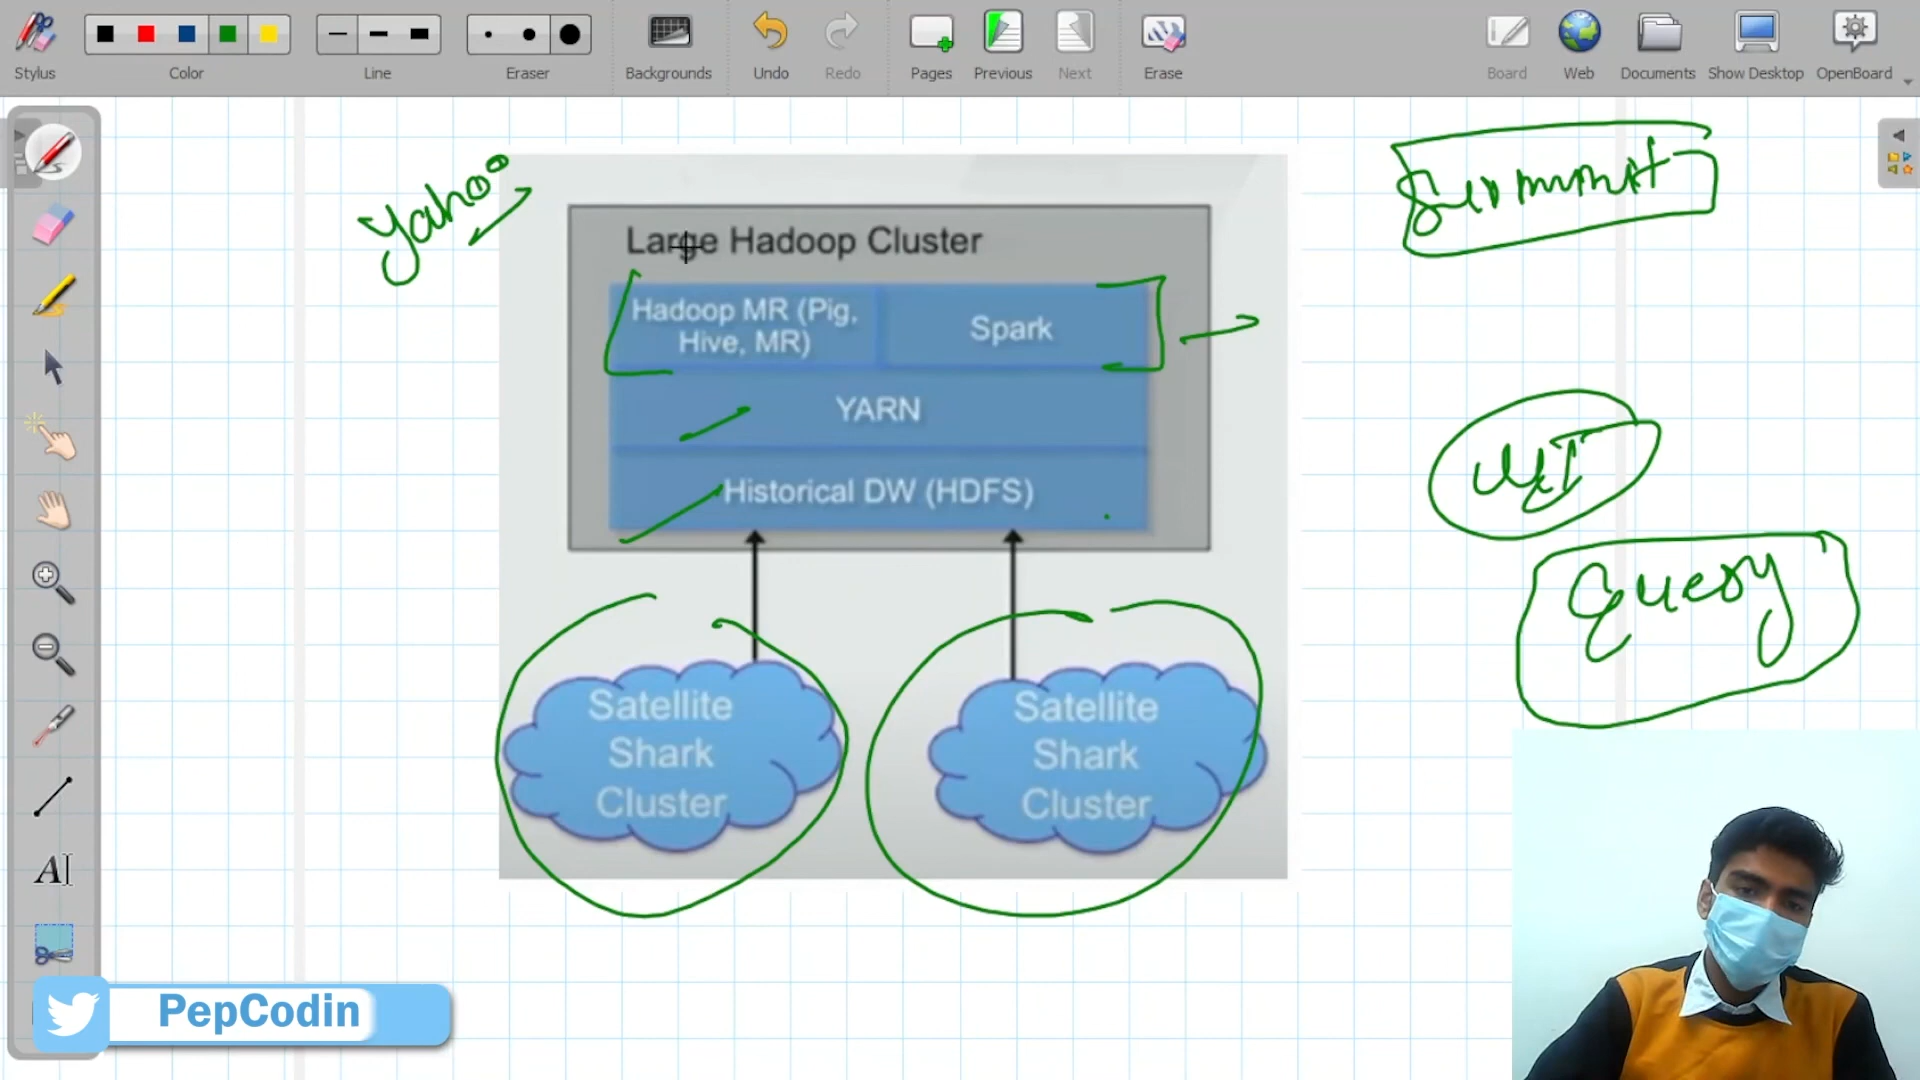 Stylus
Color
Line
Eraser
Backgrounds
Undo
Redo
Pages
Previous
Next
Erase
Board
Web
Documents
Show Desktop
OpenBoard
yahoo
Large Hadoop Cluster
Hadoop MR (Pig,
Hive, MR)
Spark
YARN
Historical DW (HDFS)
Satellite
Shark
Cluster
Satellite
Shark
Cluster
Query
PepCodin